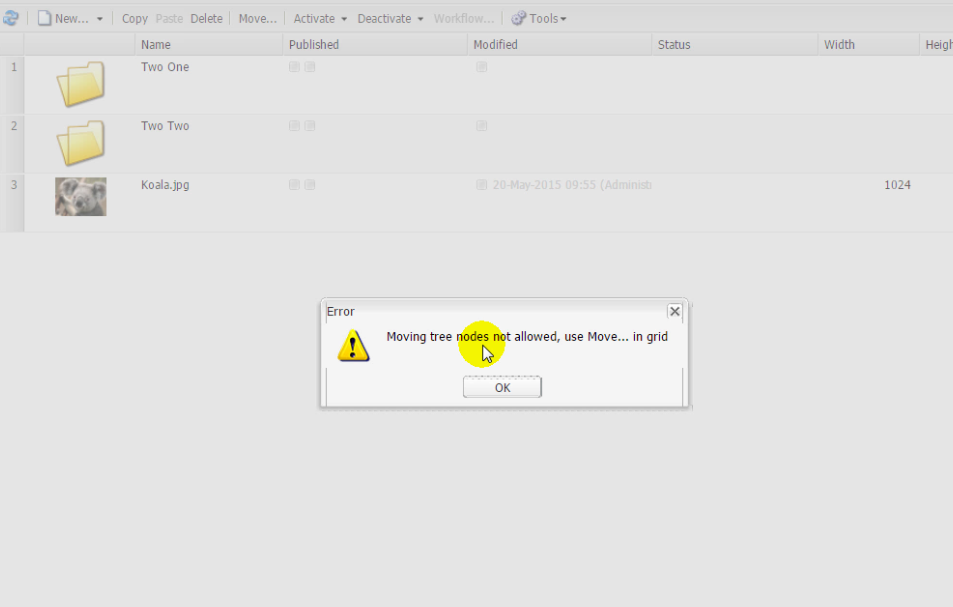 New... Copy Paste Delete Move... Activate Deactivate Workflow... Tools
Name Published Modified Status Width Heigh
1 Two One
2 Two Two
3 Koala.jpg 20-May-2015 09:55 (Administ 1024
Error
Moving tree nodes not allowed, use Move... in grid
OK